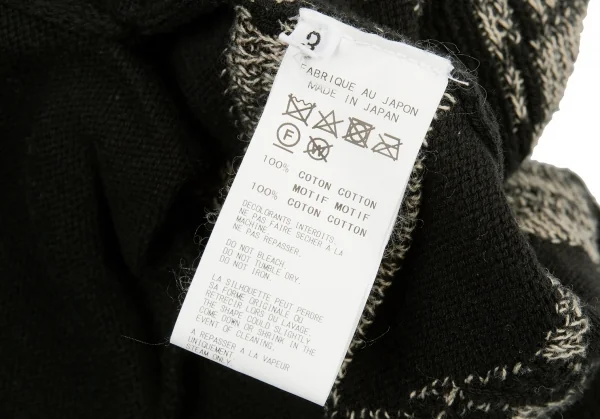 2
FABRIQUE AU JAPON
MADE IN JAPAN
F W
100% COTON COTTON
MOTIF MOTIF
100% COTON COTTON
DECOLORANTS INTERDITS.
NE PAS FAIRE SECHER A LA
MACHINE.
NE PAS REPASSER.
DO NOT BLEACH.
DO NOT TUMBLE DRY.
DO NOT IRON.
LA SILHOUETTE PEUT PERDRE
SA FORME ORIGINALE OU
RETRECIR LORS DU LAVAGE.
THE SHAPE COULD SLIGHTLY
COME DOWN OR SHRINK IN THE
EVENT OF CLEANING.
A REPASSER A LA VAPEUR
UNIQUEMENT.
STEAM ONLY.